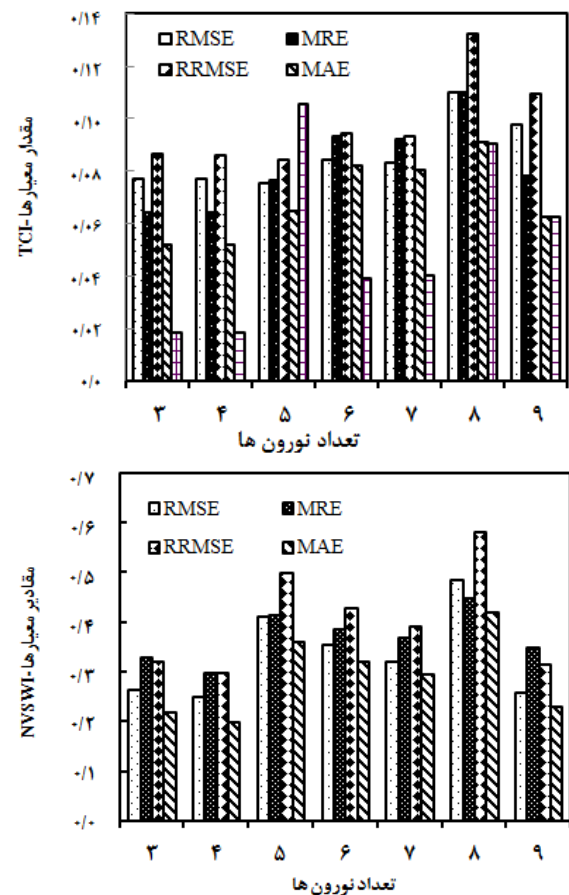 ۰/۱۴
۰/۱۲
۰/۱۰
۰/۰۸
۰/۰۶
۰/۰۴
۰/۰۲
۰/۰
مقدار معیارها-TCI
RMSE MRE
RRMSE MAE
۳ ۴ ۵ ۶ ۷ ۸ ۹
تعداد نورون ها
۰/۷
۰/۶
۰/۵
۰/۴
۰/۳
۰/۲
۰/۱
۰/۰
مقادیر معیارها-NVSWI
RMSE MRE
RRMSE MAE
۳ ۴ ۵ ۶ ۷ ۸ ۹
تعداد نورون ها